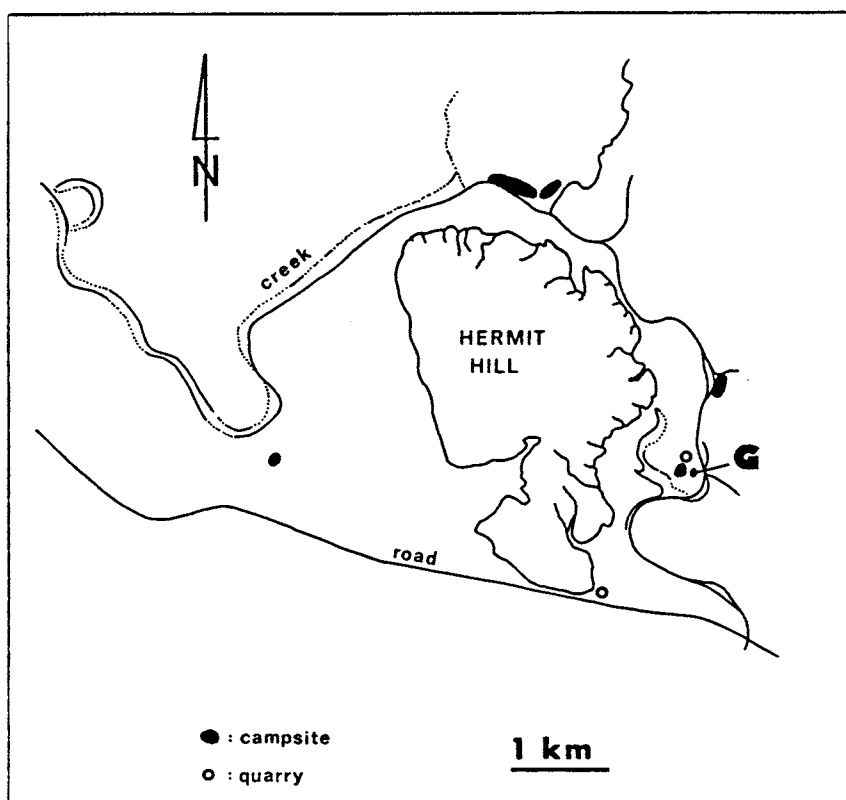 N
creek
HERMIT
HILL
G
road
: campsite
: quarry
1 km